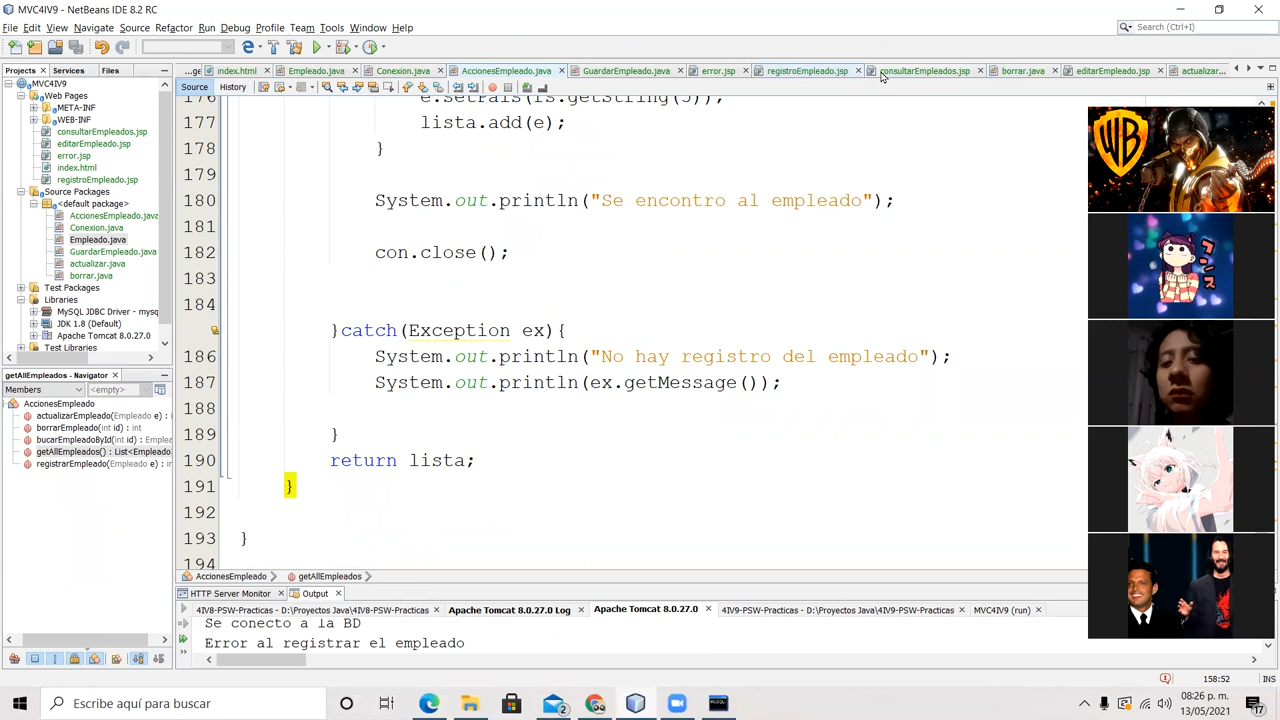 MVC4IV9 - NetBeans IDE 8.2 RC
File Edit View Navigate Source Refactor Run Debug Profile Team Tools Window Help
Search (Ctrl+I)
Projects Services Files
...ge index.html Empleado.java Conexion.java AccionesEmpleado.java GuardarEmpleado.java error.jsp registroEmpleado.jsp consultarEmpleados.jsp borrar.java editarEmpleado.jsp actualizar...
Source History
MVC4IV9
Web Pages
META-INF
WEB-INF
consultarEmpleados.jsp
editarEmpleado.jsp
error.jsp
index.html
registroEmpleado.jsp
Source Packages
<default package>
AccionesEmpleado.java
Conexion.java
Empleado.java
GuardarEmpleado.java
actualizar.java
borrar.java
Test Packages
Libraries
MySQL JDBC Driver - mysq
JDK 1.8 (Default)
Apache Tomcat 8.0.27.0
Test Libraries
getAllEmpleados - Navigator
Members <empty>
AccionesEmpleado
actualizarEmpleado(Empleado e) : i
borrarEmpleado(int id) : int
bucarEmpleadoById(int id) : Emplea
getAllEmpleados() : List<Empleado
registrarEmpleado(Empleado e) : i
176 e.setPais(rs.getString(5));
177 lista.add(e);
178 }
179
180 System.out.println("Se encontro al empleado");
181
182 con.close();
183
184
}catch(Exception ex){
186 System.out.println("No hay registro del empleado");
187 System.out.println(ex.getMessage());
188
189 }
190 return lista;
191 }
192
193 }
194
AccionesEmpleado getAllEmpleados
HTTP Server Monitor Output
4IV8-PSW-Practicas - D:\Proyectos Java\4IV8-PSW-Practicas Apache Tomcat 8.0.27.0 Log Apache Tomcat 8.0.27.0 4IV9-PSW-Practicas - D:\Proyectos Java\4IV9-PSW-Practicas MVC4IV9 (run)
Se conecto a la BD
Error al registrar el empleado
158:52 INS
WB
フンス
Escribe aquí para buscar
2
08:26 p. m.
13/05/2021
17